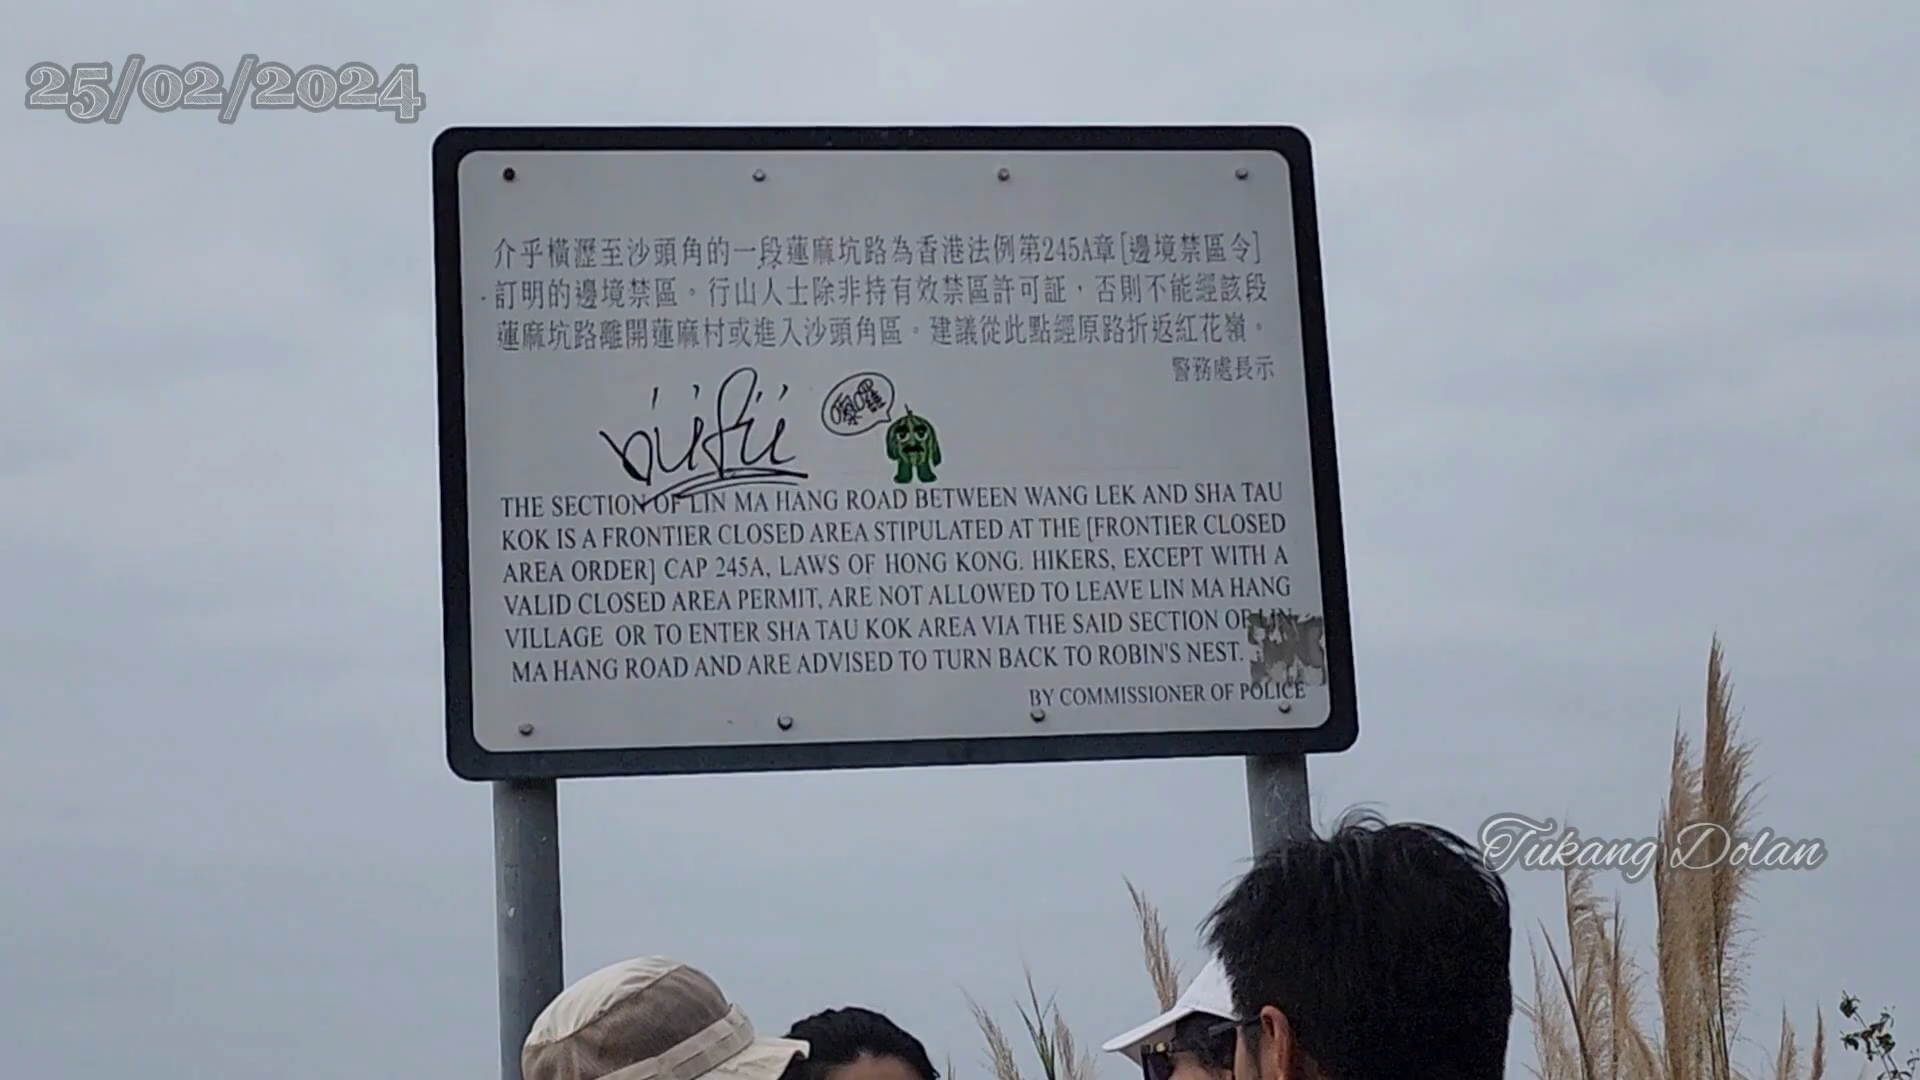 25/02/2024
介乎橫瀝至沙頭角的一段蓮麻坑路為香港法例第245A章[邊境禁區令]
訂明的邊境禁區。行山人士除非持有效禁區許可証,否則不能經該段
蓮麻坑路離開蓮麻村或進入沙頭角區。建議從此點經原路折返紅花嶺。
警務處長示
THE SECTION OF LIN MA HANG ROAD BETWEEN WANG LEK AND SHA TAU
KOK IS A FRONTIER CLOSED AREA STIPULATED AT THE [FRONTIER CLOSED
AREA ORDER] CAP 245A, LAWS OF HONG KONG. HIKERS, EXCEPT WITH A
VALID CLOSED AREA PERMIT, ARE NOT ALLOWED TO LEAVE LIN MA HANG
VILLAGE OR TO ENTER SHA TAU KOK AREA VIA THE SAID SECTION OF LIN
MA HANG ROAD AND ARE ADVISED TO TURN BACK TO ROBIN'S NEST.
BY COMMISSIONER OF POLICE
Tukang Dolan